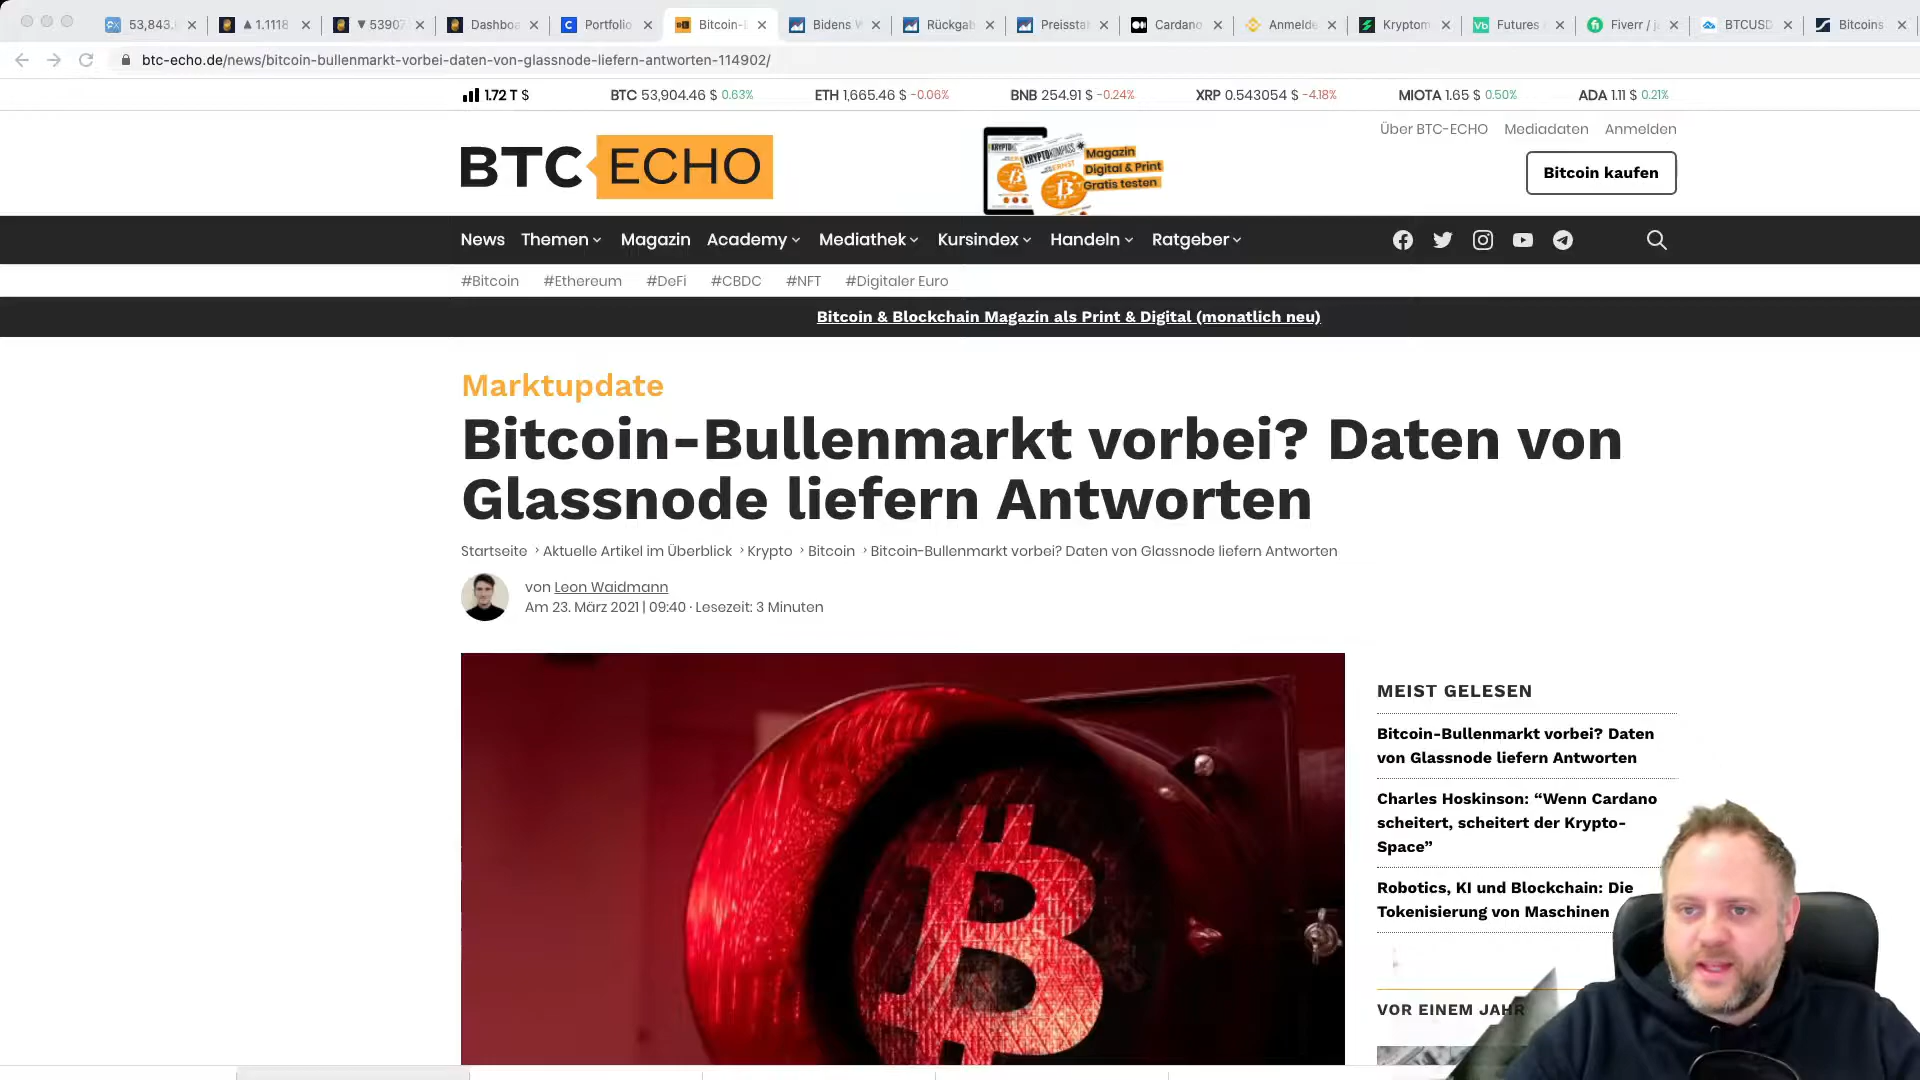 53,843.
▲ 1.1118
▼ 53907
Dashboa
Portfolio
Bitcoin-
Bidens
Rückgab
Preissta
Cardano
Anmelde
Kryptom
Futures
Fiverr / j
BTCUSD
Bitcoins
btc-echo.de/news/bitcoin-bullenmarkt-vorbei-daten-von-glassnode-liefern-antworten-114902/
1.72 T $ BTC 53,904.46 $ 0.63% ETH 1,665.46 $ -0.06% BNB 254.91 $ -0.24% XRP 0.543054 $ -4.18% MIOTA 1.65 $ 0.50% ADA 1.11 $ 0.21%
Über BTC-ECHO Mediadaten Anmelden
BTC ECHO
KRYPTOKOMPASS
Magazin
Digital & Print
Gratis testen
Bitcoin kaufen
News Themen Magazin Academy Mediathek Kursindex Handeln Ratgeber
#Bitcoin #Ethereum #DeFi #CBDC #NFT #Digitaler Euro
Bitcoin & Blockchain Magazin als Print & Digital (monatlich neu)
Marktupdate
Bitcoin-Bullenmarkt vorbei? Daten von
Glassnode liefern Antworten
Startseite › Aktuelle Artikel im Überblick › Krypto › Bitcoin › Bitcoin-Bullenmarkt vorbei? Daten von Glassnode liefern Antworten
von Leon Waidmann
Am 23. März 2021 | 09:40 · Lesezeit: 3 Minuten
MEIST GELESEN
Bitcoin-Bullenmarkt vorbei? Daten
von Glassnode liefern Antworten
Charles Hoskinson: “Wenn Cardano
scheitert, scheitert der Krypto-
Space”
Robotics, KI und Blockchain: Die
Tokenisierung von Maschinen
VOR EINEM JAHR